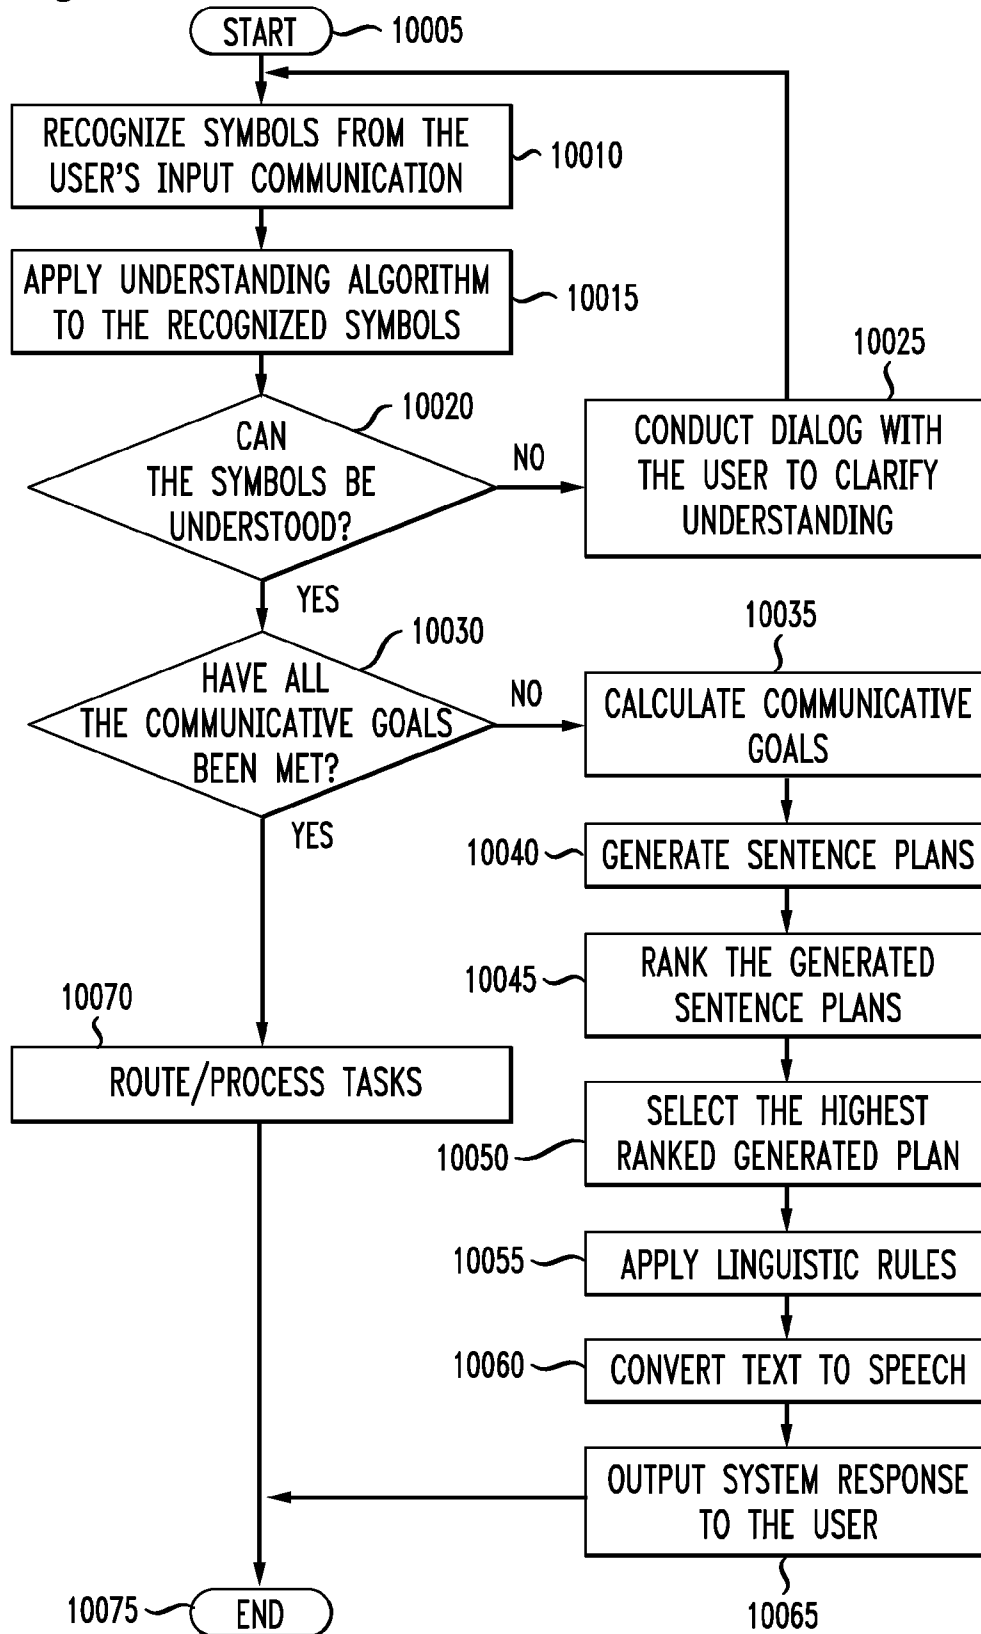 START
10005
RECOGNIZE SYMBOLS FROM THE
USER'S INPUT COMMUNICATION
10010
APPLY UNDERSTANDING ALGORITHM
TO THE RECOGNIZED SYMBOLS
10015
10020
CAN
THE SYMBOLS BE
UNDERSTOOD?
NO
YES
10025
CONDUCT DIALOG WITH
THE USER TO CLARIFY
UNDERSTANDING
10030
HAVE ALL
THE COMMUNICATIVE GOALS
BEEN MET?
NO
YES
10035
CALCULATE COMMUNICATIVE
GOALS
10040
GENERATE SENTENCE PLANS
10045
RANK THE GENERATED
SENTENCE PLANS
10070
ROUTE/PROCESS TASKS
10050
SELECT THE HIGHEST
RANKED GENERATED PLAN
10055
APPLY LINGUISTIC RULES
10060
CONVERT TEXT TO SPEECH
OUTPUT SYSTEM RESPONSE
TO THE USER
10065
10075
END